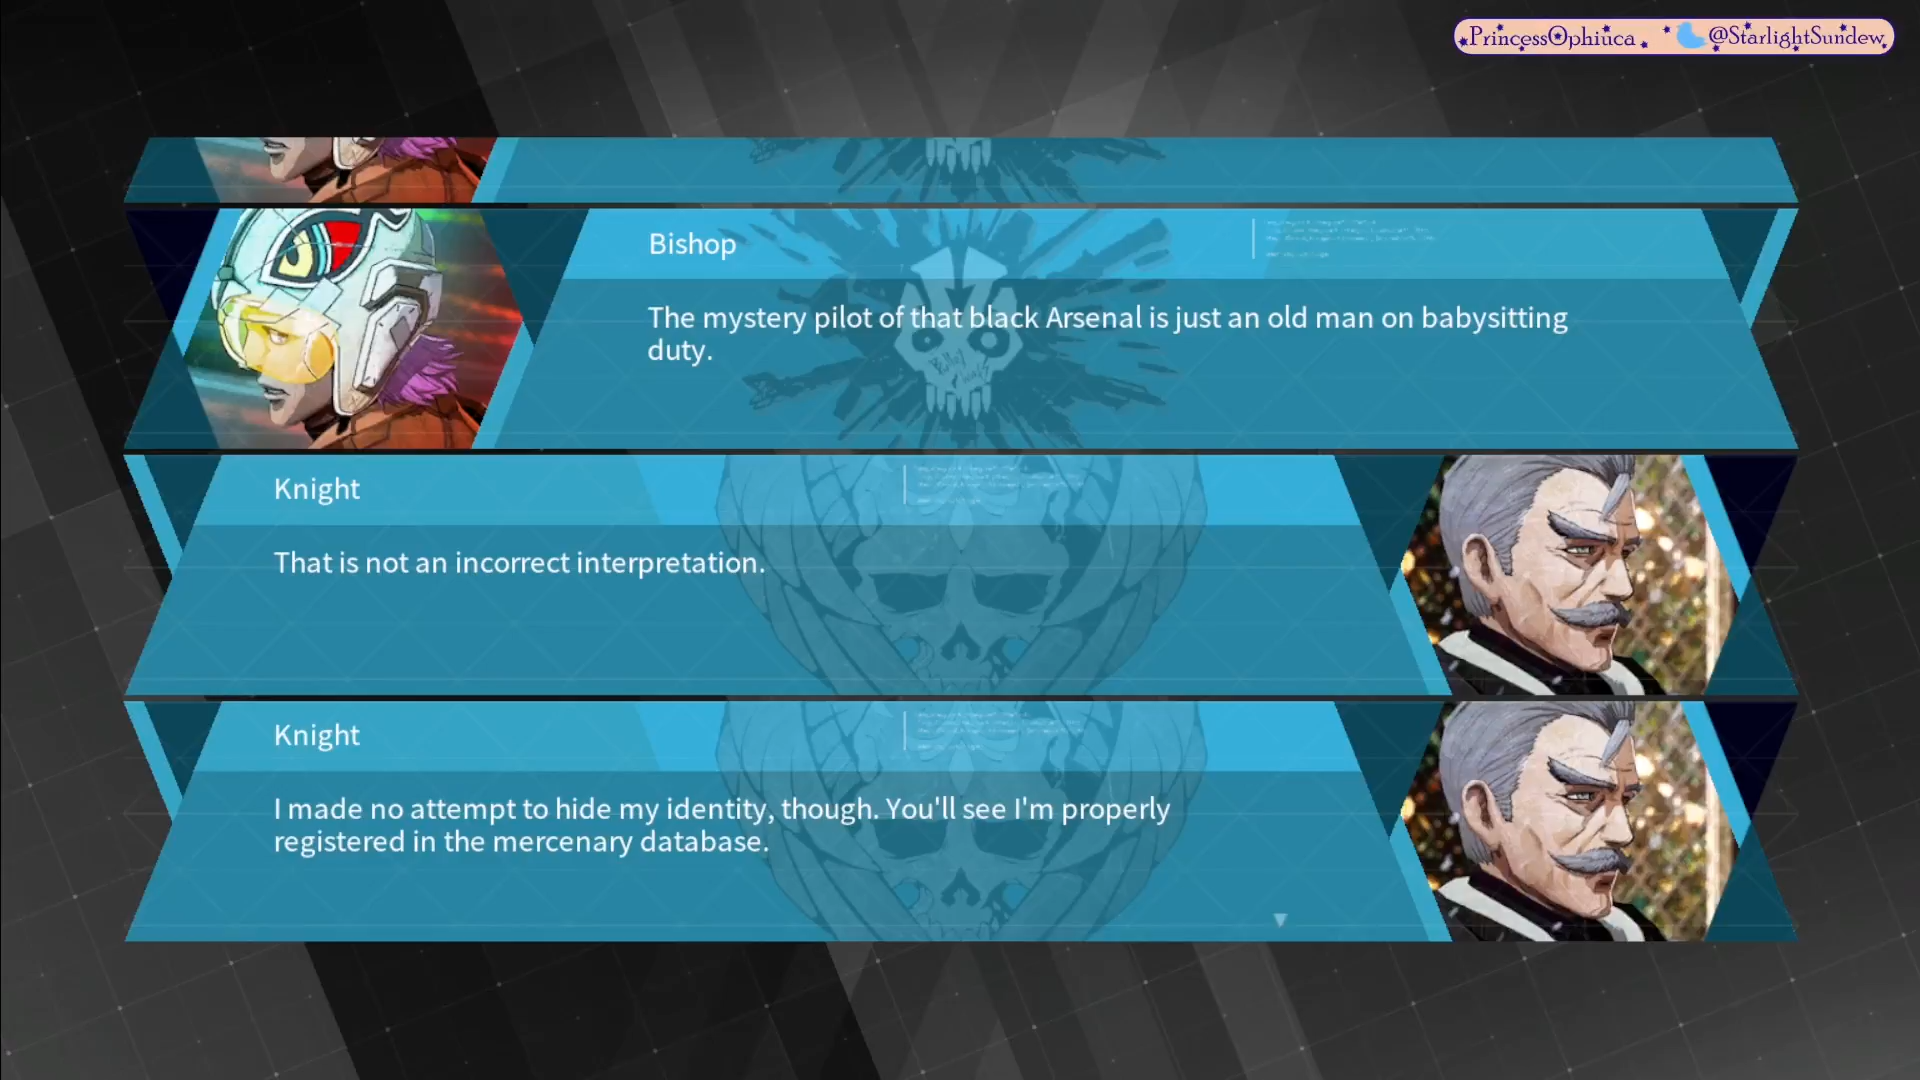 PrincessOphiuca @StarlightSundew
Bishop
The mystery pilot of that black Arsenal is just an old man on babysitting
duty.
Knight
That is not an incorrect interpretation.
Knight
I made no attempt to hide my identity, though. You'll see I'm properly
registered in the mercenary database.